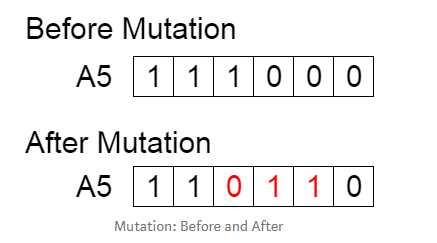 Before Mutation
A5 1 1 1 0 0 0
After Mutation
A5 1 1 0 1 1 0
Mutation: Before and After